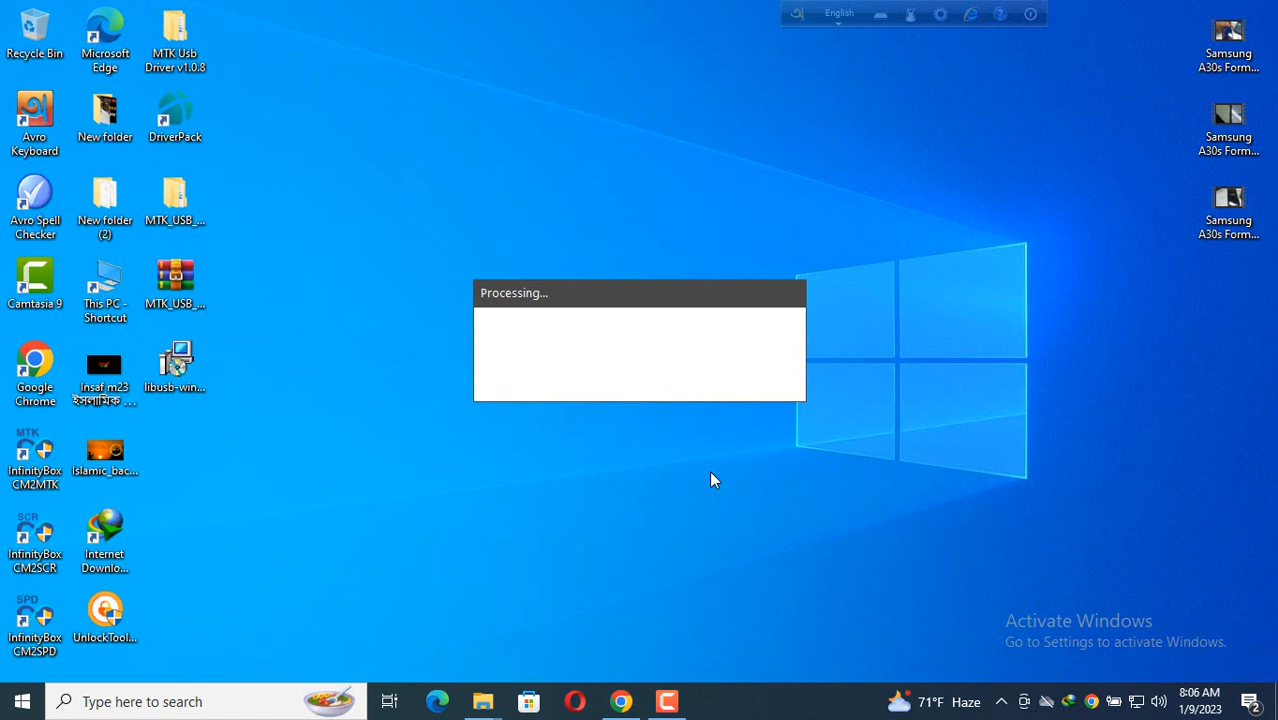 English
Recycle Bin
Microsoft
Edge
MTK Usb
Driver v1.0.8
Avro
Keyboard
New folder
DriverPack
Avro Spell
Checker
New folder
(2)
MTK_USB_...
Camtasia 9
This PC -
Shortcut
MTK_USB_...
Google
Chrome
Insaf m23
ইসলামিক ...
libusb-win...
MTK
InfinityBox
CM2MTK
Islamic_bac...
SCR
InfinityBox
CM2SCR
Internet
Downlo...
SPD
InfinityBox
CM2SPD
UnlockTool...
Processing...
Samsung
A30s Form...
Samsung
A30s Form...
Samsung
A30s Form...
Activate Windows
Go to Settings to activate Windows.
Type here to search
71°F Haze
8:06 AM
1/9/2023
2